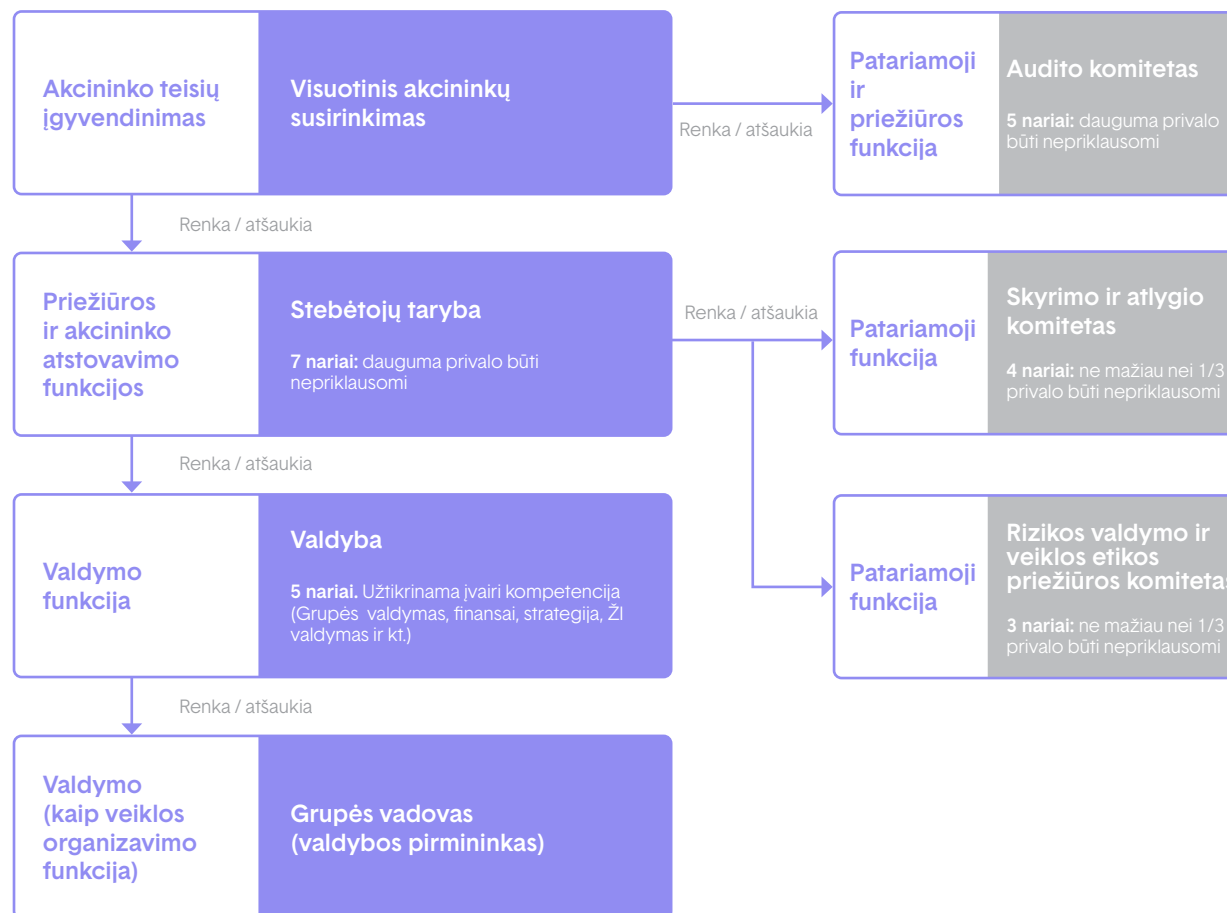 Akcininko teisių
įgyvendinimas
Visuotinis akcininkų
susirinkimas
Renka / atšaukia
Patariamoji
ir
priežiūros
funkcija
Audito komitetas
5 nariai: dauguma privalo
būti nepriklausomi
Renka / atšaukia
Priežiūros
ir akcininko
atstovavimo
funkcijos
Stebėtojų taryba
7 nariai: dauguma privalo būti
nepriklausomi
Renka / atšaukia
Patariamoji
funkcija
Skyrimo ir atlygio
komitetas
4 nariai: ne mažiau nei 1/3
privalo būti nepriklausomi
Renka / atšaukia
Valdymo
funkcija
Valdyba
5 nariai. Užtikrinama įvairi kompetencija
(Grupės valdymas, finansai, strategija, ŽI
valdymas ir kt.)
Patariamoji
funkcija
Rizikos valdymo ir
veiklos etikos
priežiūros komitetas
3 nariai: ne mažiau nei 1/3
privalo būti nepriklausomi
Renka / atšaukia
Valdymo
(kaip veiklos
organizavimo
funkcija)
Grupės vadovas
(valdybos pirmininkas)